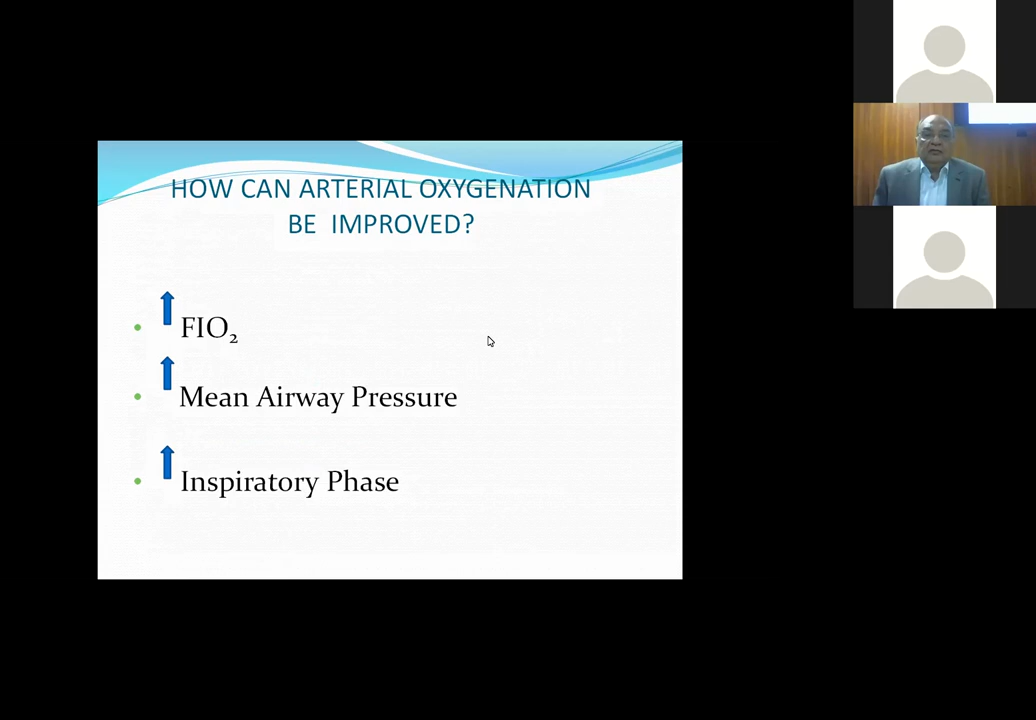 HOW CAN ARTERIAL OXYGENATION
BE IMPROVED?
• FIO₂
• Mean Airway Pressure
• Inspiratory Phase